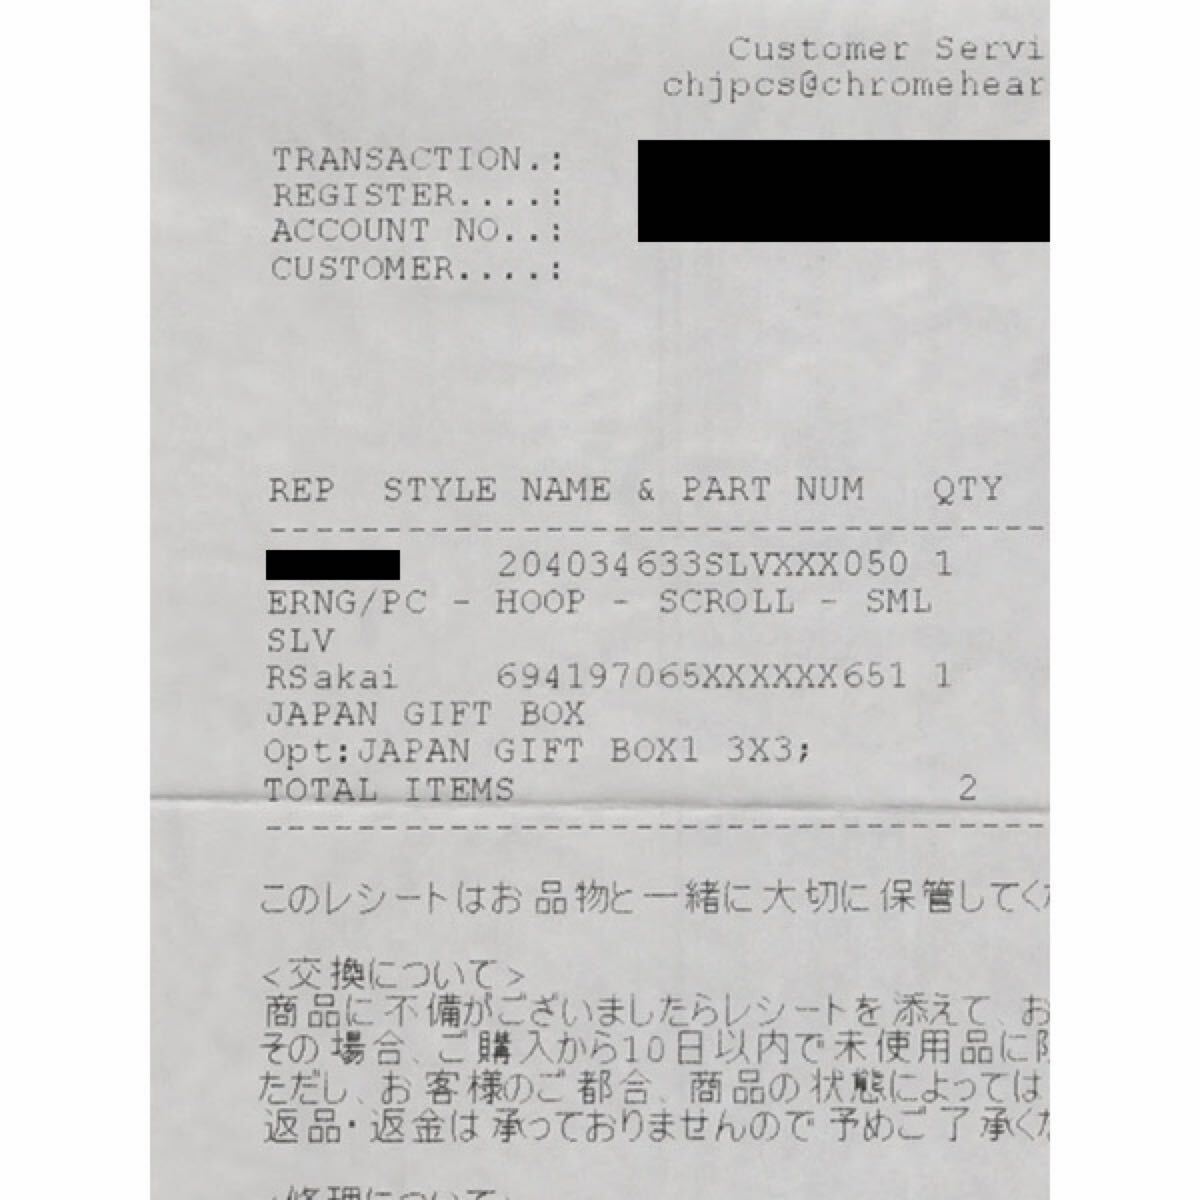 Customer Servi
chjpcs@chromehear
TRANSACTION.:
REGISTER....:
ACCOUNT NO..:
CUSTOMER....:
REP STYLE NAME & PART NUM QTY
204034633SLVXXX050 1
ERNG/PC - HOOP - SCROLL - SML
SLV
RSakai 694197065XXXXXX651 1
JAPAN GIFT BOX
Opt:JAPAN GIFT BOX1 3X3;
TOTAL ITEMS 2
このレシートはお品物と一緒に大切に保管してく
<交換について>
商品に不備がございましたらレシートを添えて、お
その場合、ご購入から10日以内で未使用品に
ただし、お客様のご都合、商品の状態によっては
返品・返金は承っておりませんので予めご了承く
<修理について>